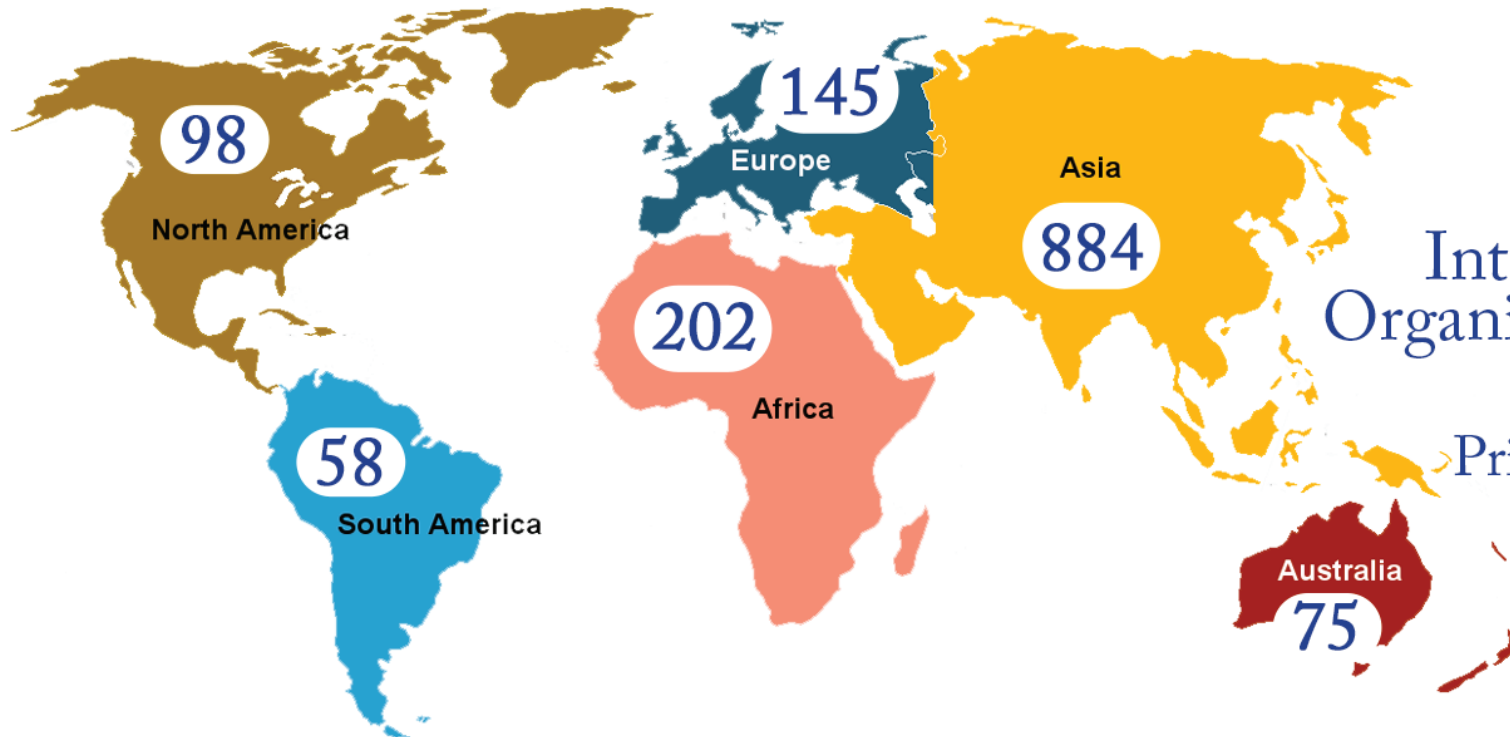 145
98
Europe
Asia
North America
884
Int
Organi
202
Africa
58
Pri
South America
Australia
75